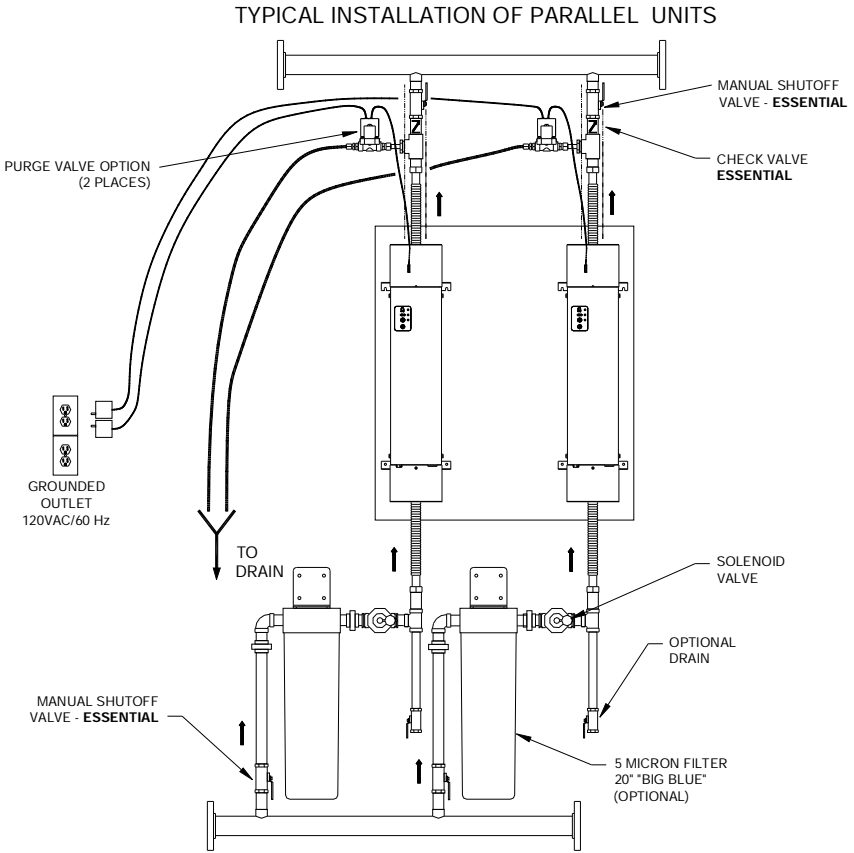 TYPICAL INSTALLATION OF PARALLEL UNITS
MANUAL SHUTOFF
VALVE - ESSENTIAL
Z
Z
CHECK VALVE
ESSENTIAL
PURGE VALVE OPTION
(2 PLACES)
GROUNDED
OUTLET
120VAC/60 Hz
TO
DRAIN
SOLENOID
VALVE
OPTIONAL
DRAIN
MANUAL SHUTOFF
VALVE - ESSENTIAL
5 MICRON FILTER
20" "BIG BLUE"
(OPTIONAL)